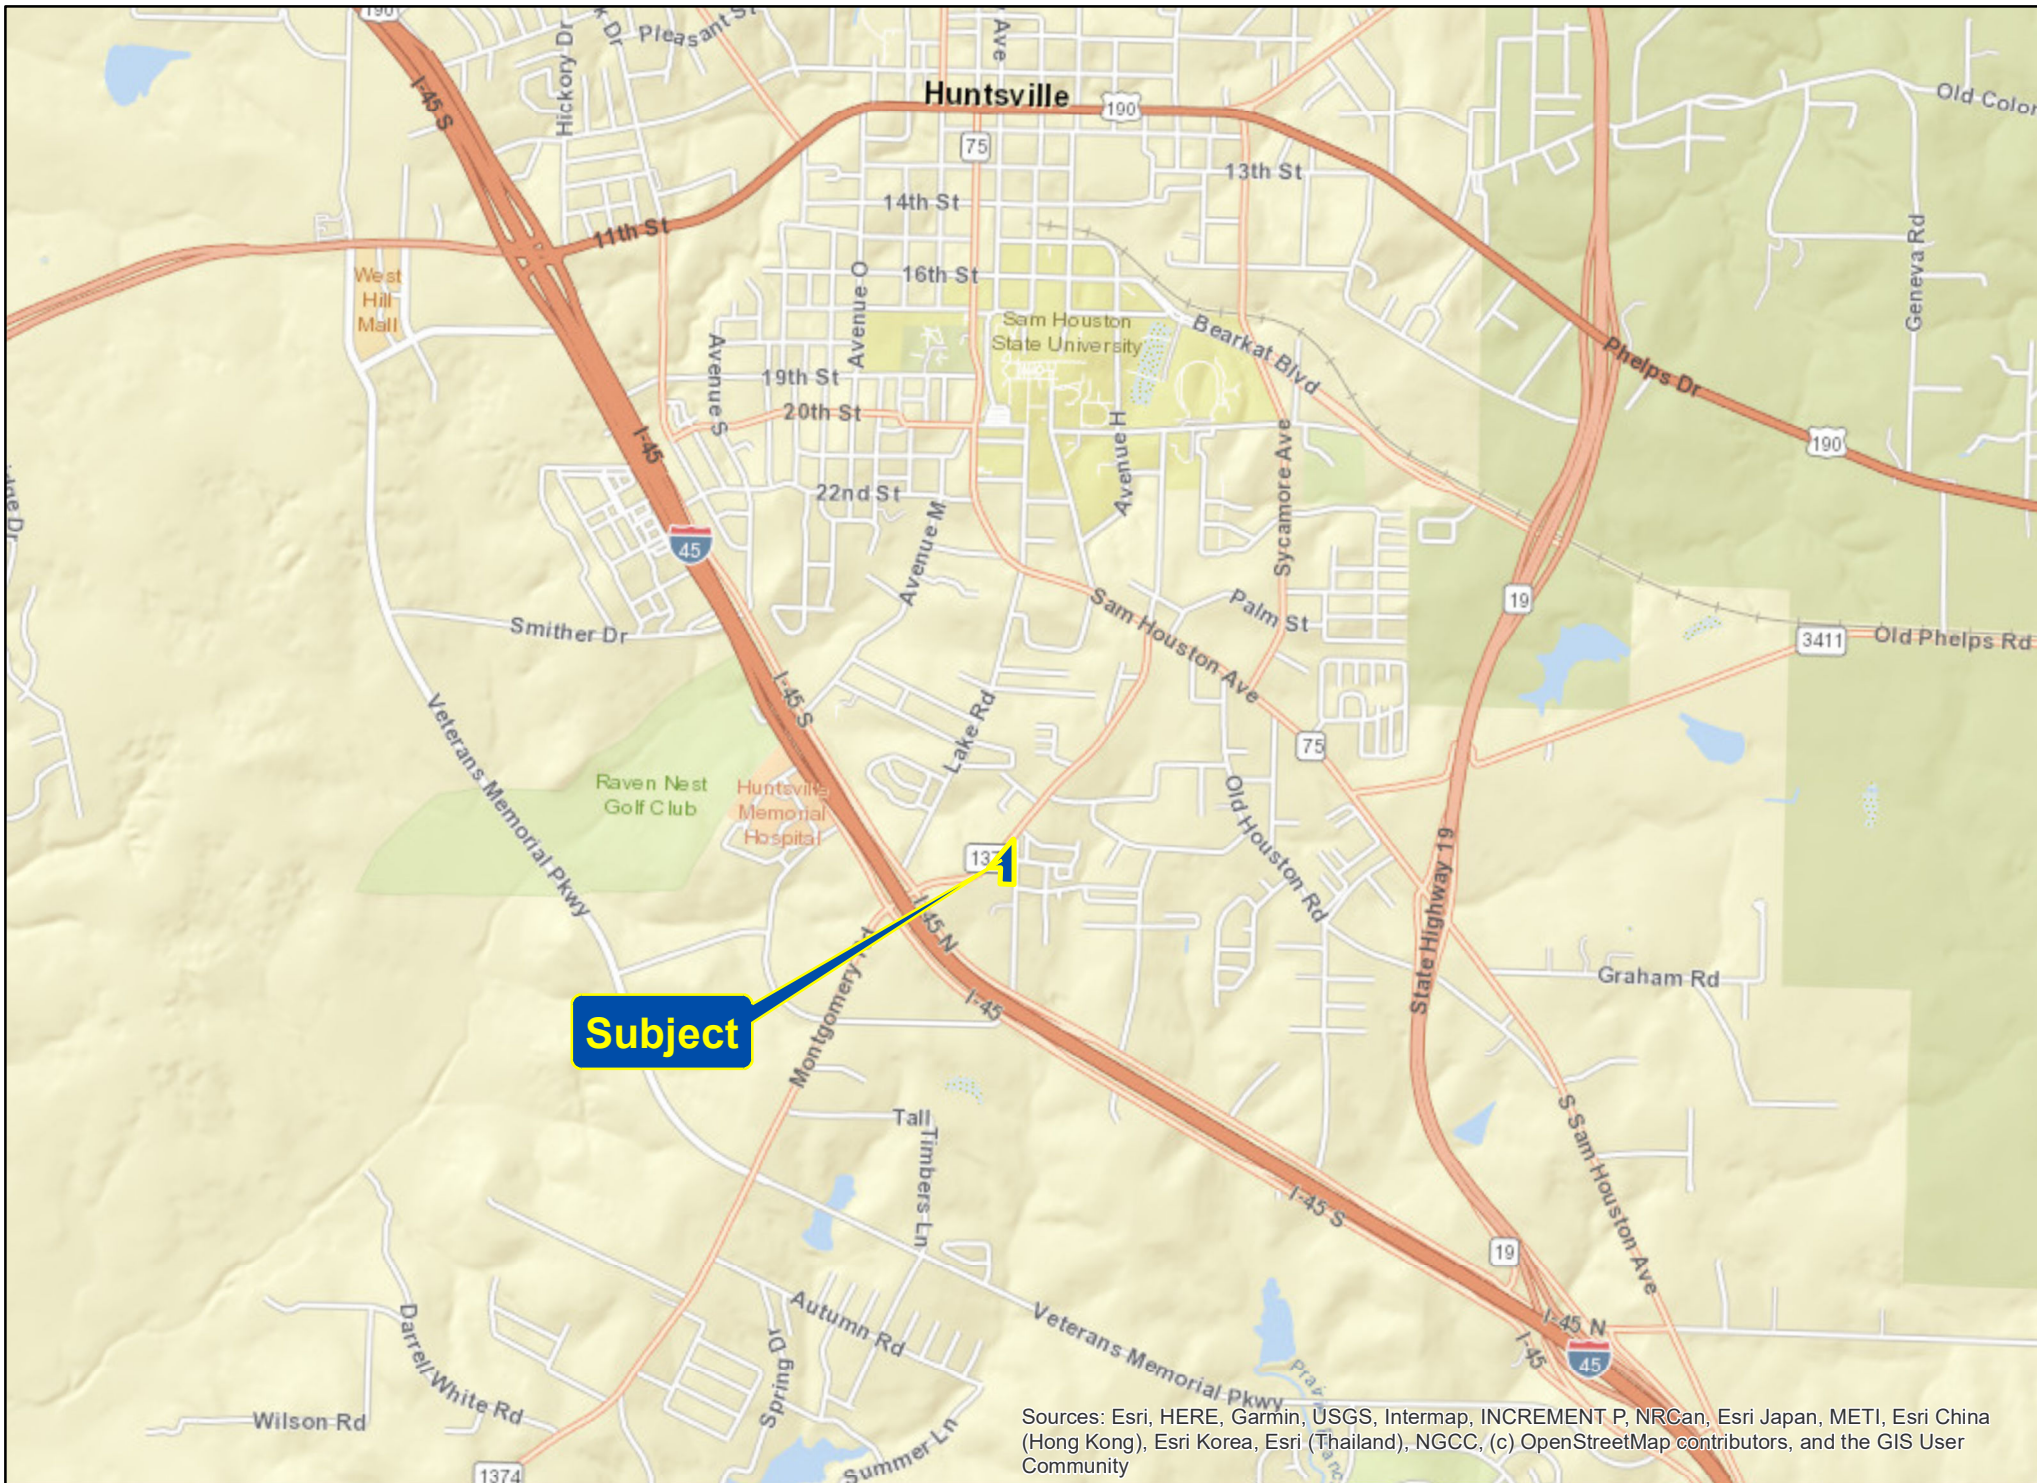 190
Pleasant St
k Dr
Hickory Dr
Ave
I-45 S
Huntsville
190
75
Old Color
13th St
14th St
11th St
Geneva Rd
West
Hill
Mall
16th St
Avenue O
Sam Houston
State University
Bearkat Blvd
Phelps Dr
Avenue S
19th St
20th St
I-45
Avenue H
Sycamore Ave
190
22nd St
Avenue M
45
19
Smither Dr
Sam Houston Ave
Palm St
3411
Old Phelps Rd
I-45 S
Veterans Memorial Pkwy
Lake Rd
75
Raven Nest
Golf Club
Huntsville
Memorial
Hospital
Old Houston Rd
State Highway 19
I-45 N
Graham Rd
I-45
Subject
Montgomery Rd
Tall Timbers Ln
S Sam Houston Ave
I-45 S
19
Autumn Rd
Spring Dr
Darrell White Rd
Veterans Memorial Pkwy
I-45 N
I-45
45
Wilson Rd
Summer Ln
1374
Sources: Esri, HERE, Garmin, USGS, Intermap, INCREMENT P, NRCan, Esri Japan, METI, Esri China
(Hong Kong), Esri Korea, Esri (Thailand), NGCC, (c) OpenStreetMap contributors, and the GIS User
Community